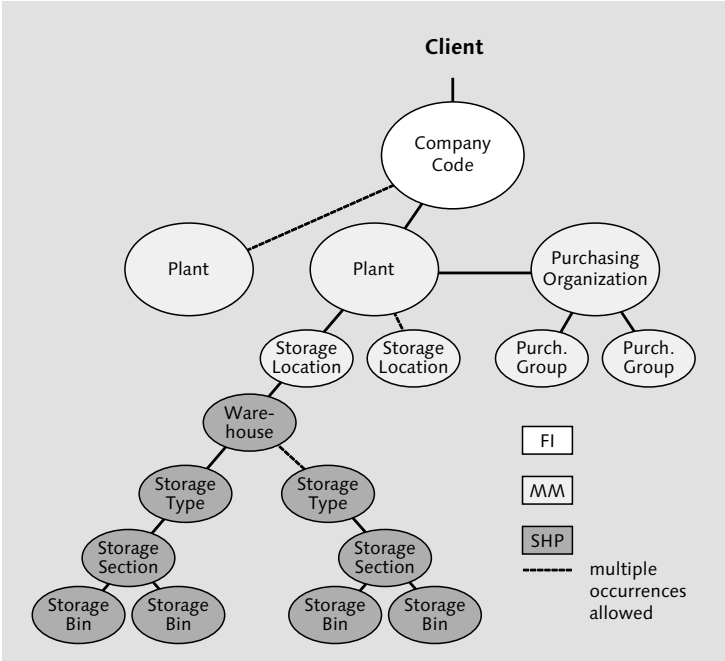 Client
Company
Code
Plant
Plant
Purchasing
Organization
Storage
Location
Storage
Location
Purch.
Group
Purch.
Group
Ware-
house
FI
Storage
Type
Storage
Type
MM
Storage
Section
Storage
Section
SHP
multiple
occurrences
allowed
Storage
Bin
Storage
Bin
Storage
Bin
Storage
Bin